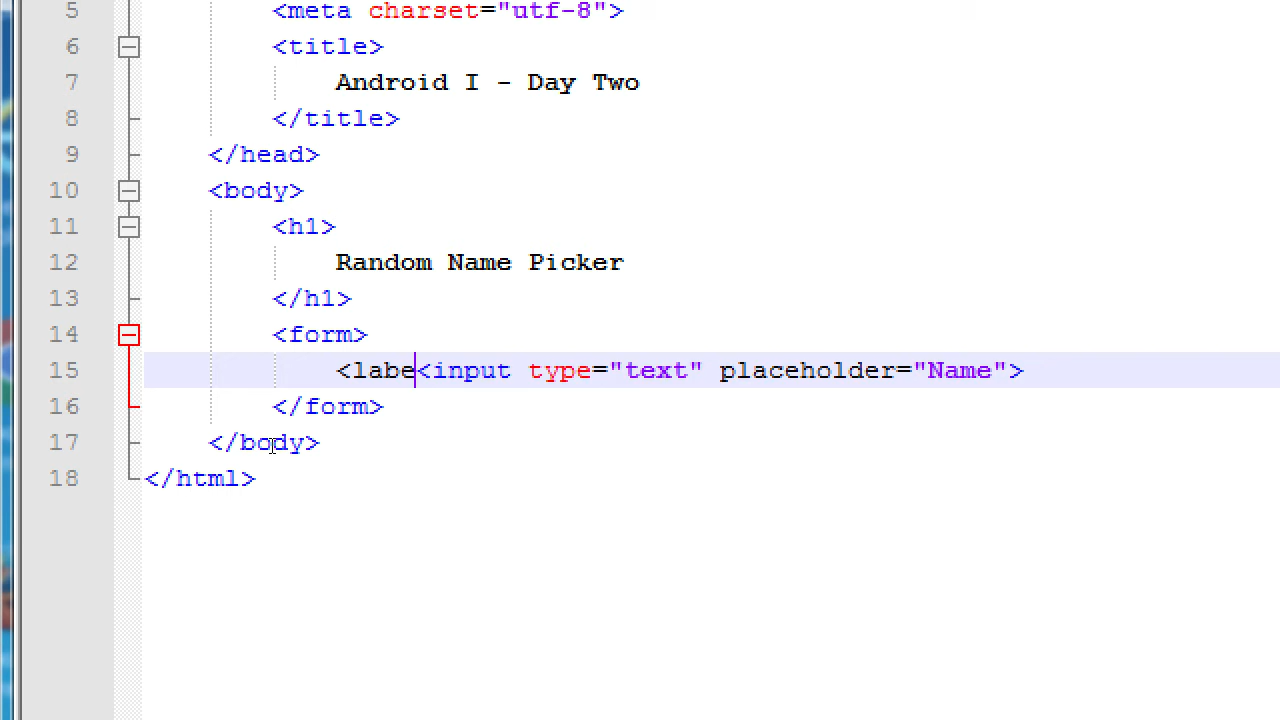 5 <meta charset="utf-8">
6 <title>
7 Android I - Day Two
8 </title>
9 </head>
10 <body>
11 <h1>
12 Random Name Picker
13 </h1>
14 <form>
15 <labe<input type="text" placeholder="Name">
16 </form>
17 </body>
18 </html>